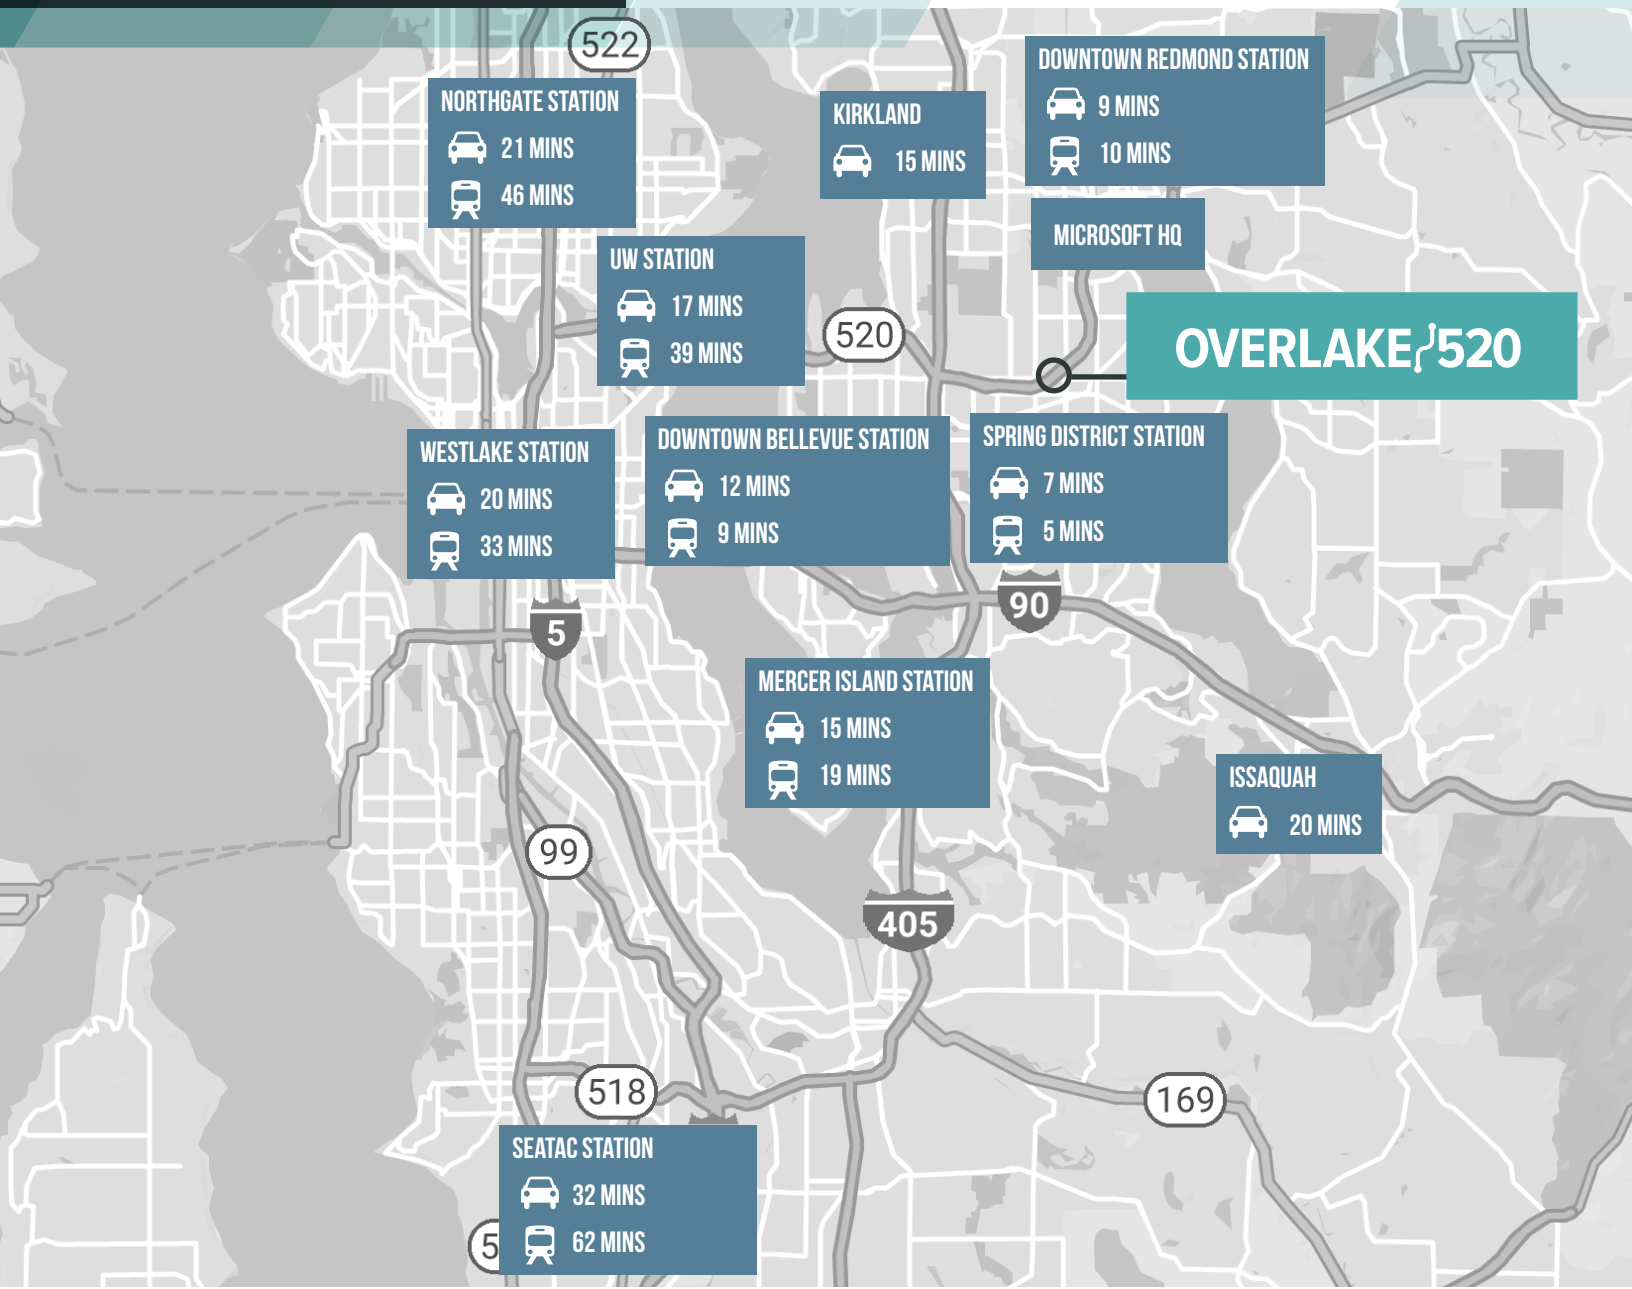 522
NORTHGATE STATION
21 MINS
46 MINS
KIRKLAND
15 MINS
DOWNTOWN REDMOND STATION
9 MINS
10 MINS
MICROSOFT HQ
UW STATION
17 MINS
39 MINS
520
OVERLAKE 520
WESTLAKE STATION
20 MINS
33 MINS
DOWNTOWN BELLEVUE STATION
12 MINS
9 MINS
SPRING DISTRICT STATION
7 MINS
5 MINS
5
90
MERCER ISLAND STATION
15 MINS
19 MINS
ISSAQUAH
20 MINS
99
405
518
169
SEATAC STATION
32 MINS
62 MINS
5